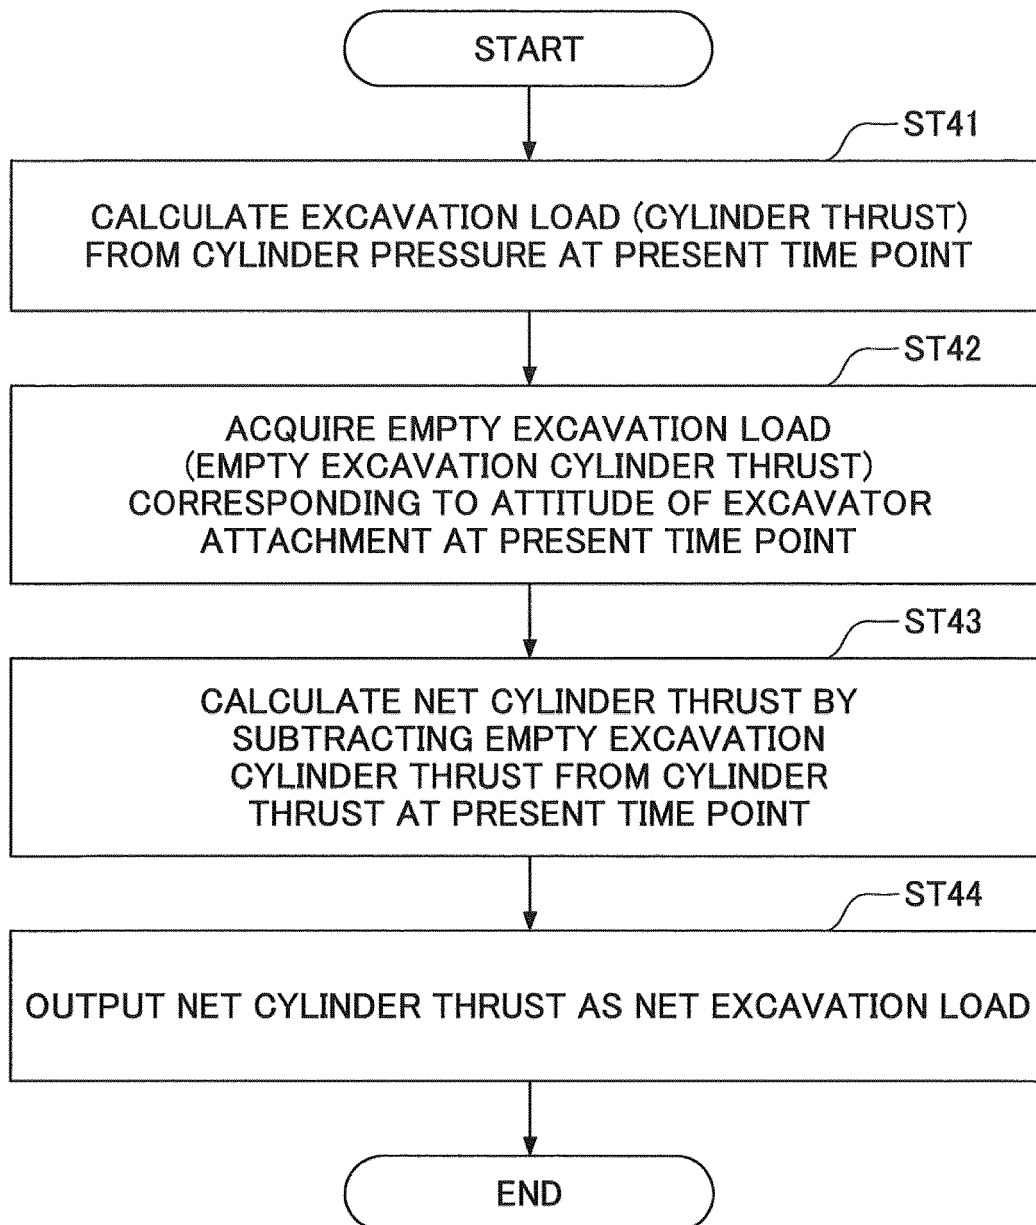 START
ST41
CALCULATE EXCAVATION LOAD (CYLINDER THRUST)
FROM CYLINDER PRESSURE AT PRESENT TIME POINT
ST42
ACQUIRE EMPTY EXCAVATION LOAD
(EMPTY EXCAVATION CYLINDER THRUST)
CORRESPONDING TO ATTITUDE OF EXCAVATOR
ATTACHMENT AT PRESENT TIME POINT
ST43
CALCULATE NET CYLINDER THRUST BY
SUBTRACTING EMPTY EXCAVATION
CYLINDER THRUST FROM CYLINDER
THRUST AT PRESENT TIME POINT
ST44
OUTPUT NET CYLINDER THRUST AS NET EXCAVATION LOAD
END